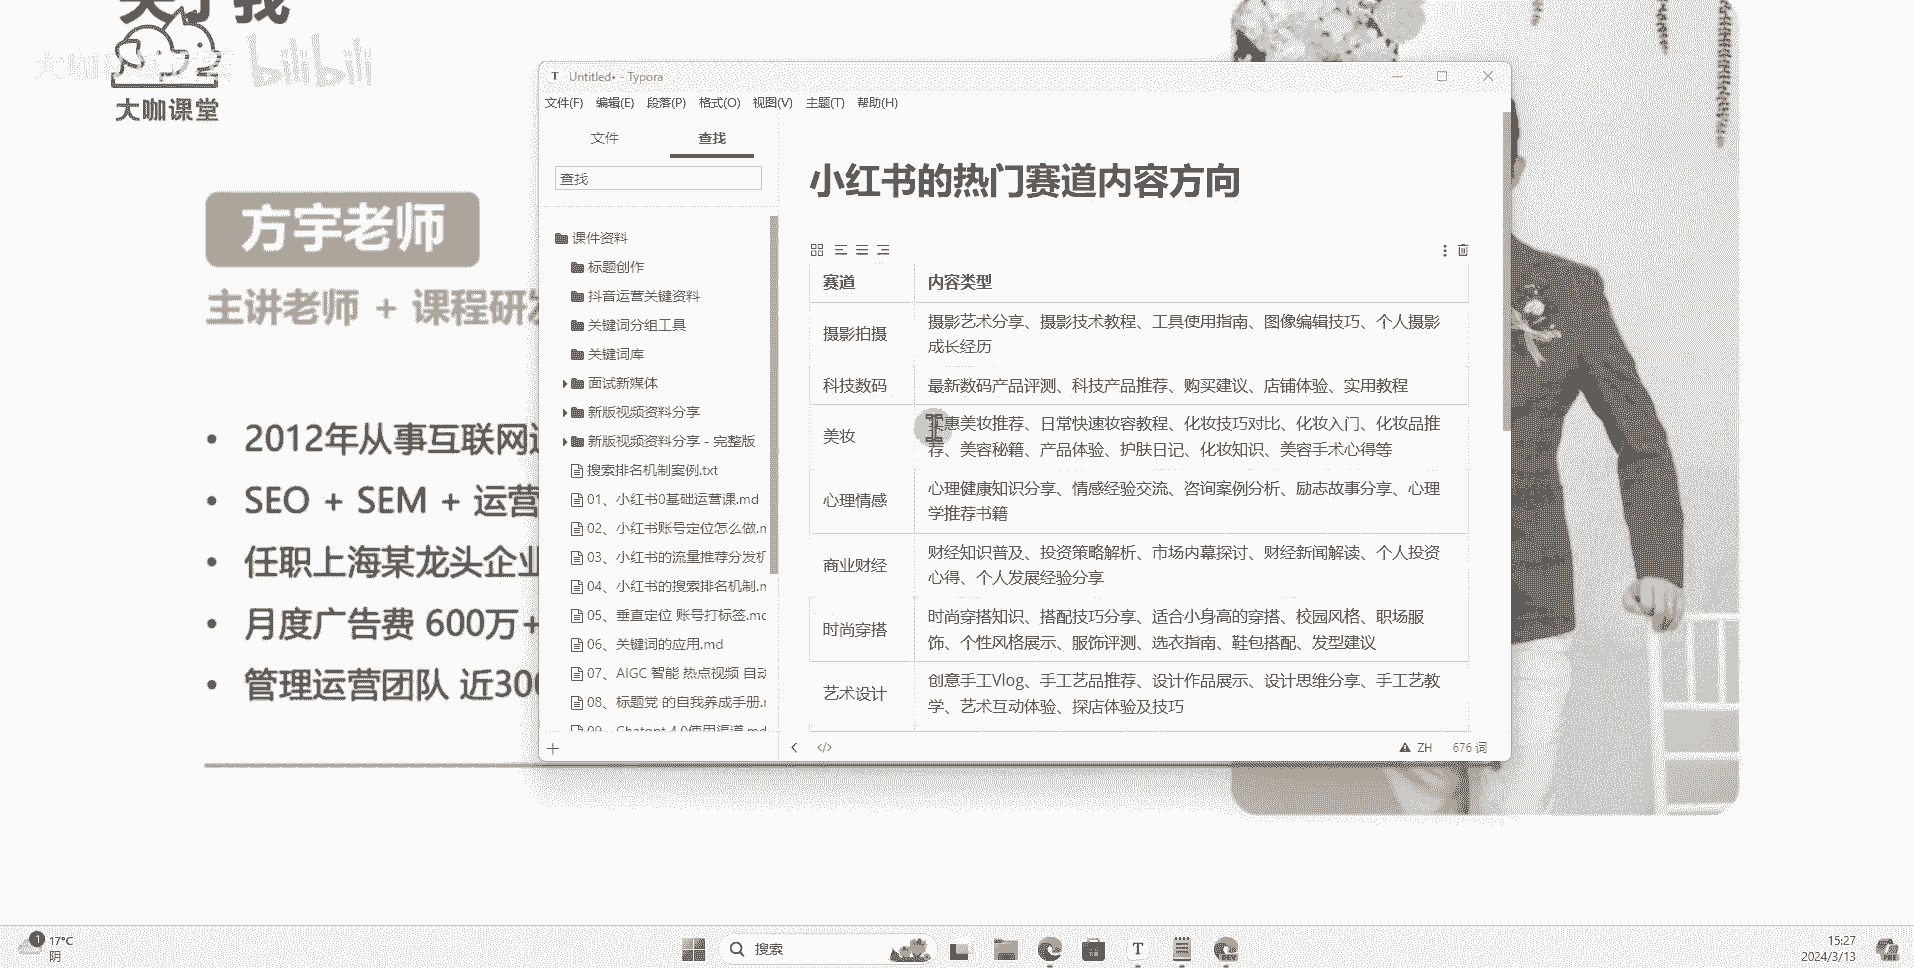 关于我
大咖课堂
bilibili
大咖课堂
方宇老师
主讲老师 + 课程研发
2012年从事互联网
SEO + SEM + 运营
任职上海某龙头企业
月度广告费 600万+
管理运营团队 近300
Untitled• - Typora
文件(F) 编辑(E) 段落(P) 格式(O) 视图(V) 主题(T) 帮助(H)
文件 查找
查找
课件资料
标题创作
抖音运营关键资料
关键词分组工具
关键词库
面试新媒体
新版视频资料分享
新版视频资料分享 - 完整版
搜索排名机制案例.txt
01、小红书0基础运营课.md
02、小红书账号定位怎么做.m
03、小红书的流量推荐分发机
04、小红书的搜索排名机制.m
05、垂直定位 账号打标签.md
06、关键词的应用.md
07、AIGC 智能 热点视频 自动
08、标题党 的自我养成手册.m
09、Chatgpt 4.0使用渠道.md
小红书的热门赛道内容方向
赛道 内容类型
摄影拍摄 摄影艺术分享、摄影技术教程、工具使用指南、图像编辑技巧、个人摄影
成长经历
科技数码 最新数码产品评测、科技产品推荐、购买建议、店铺体验、实用教程
美妆 实惠美妆推荐、日常快速妆容教程、化妆技巧对比、化妆入门、化妆品推
荐、美容秘籍、产品体验、护肤日记、化妆知识、美容手术心得等
心理情感 心理健康知识分享、情感经验交流、咨询案例分析、励志故事分享、心理
学推荐书籍
商业财经 财经知识普及、投资策略解析、市场内幕探讨、财经新闻解读、个人投资
心得、个人发展经验分享
时尚穿搭 时尚穿搭知识、搭配技巧分享、适合小身高的穿搭、校园风格、职场服
饰、个性风格展示、服饰评测、选衣指南、鞋包搭配、发型建议
艺术设计 创意手工Vlog、手工艺品推荐、设计作品展示、设计思维分享、手工艺教
学、艺术互动体验、探店体验及技巧
ZH 676 词
1
17°C
阴
搜索
15:27
2024/3/13